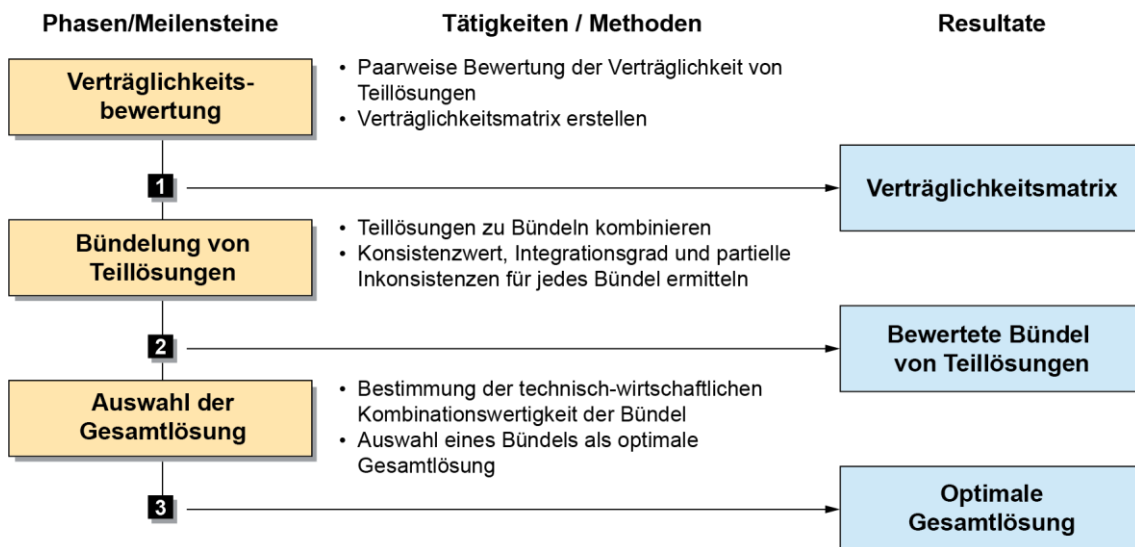 Phasen/Meilensteine
Tätigkeiten / Methoden
Resultate
Verträglichkeits-
bewertung
• Paarweise Bewertung der Verträglichkeit von
Teillösungen
• Verträglichkeitsmatrix erstellen
1
Verträglichkeitsmatrix
Bündelung von
Teillösungen
• Teillösungen zu Bündeln kombinieren
• Konsistenzwert, Integrationsgrad und partielle
Inkonsistenzen für jedes Bündel ermitteln
2
Bewertete Bündel
von Teillösungen
Auswahl der
Gesamtlösung
• Bestimmung der technisch-wirtschaftlichen
Kombinationswertigkeit der Bündel
• Auswahl eines Bündels als optimale
Gesamtlösung
3
Optimale
Gesamtlösung